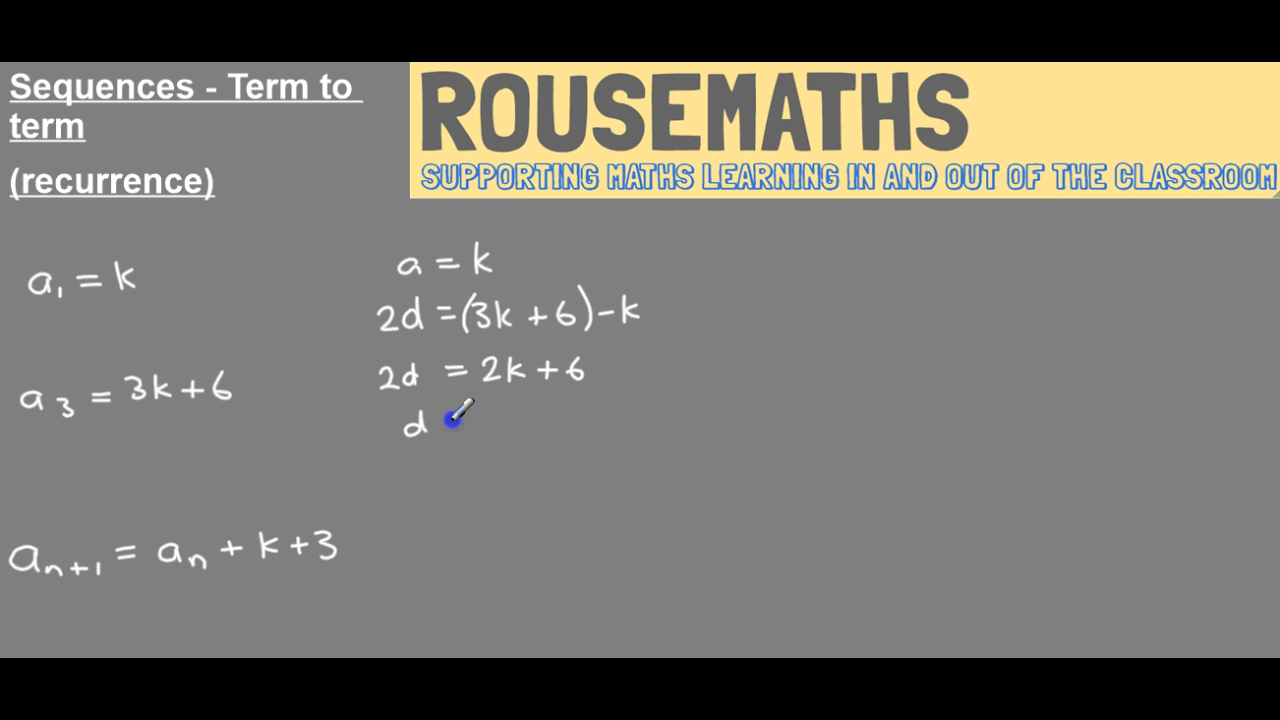 Sequences - Term to
term
(recurrence)
ROUSEMATHS
SUPPORTING MATHS LEARNING IN AND OUT OF THE CLASSROOM
a₁ = k
a₃ = 3k + 6
aₙ₊₁ = aₙ + k + 3
a = k
2d = (3k + 6) - k
2d = 2k + 6
d